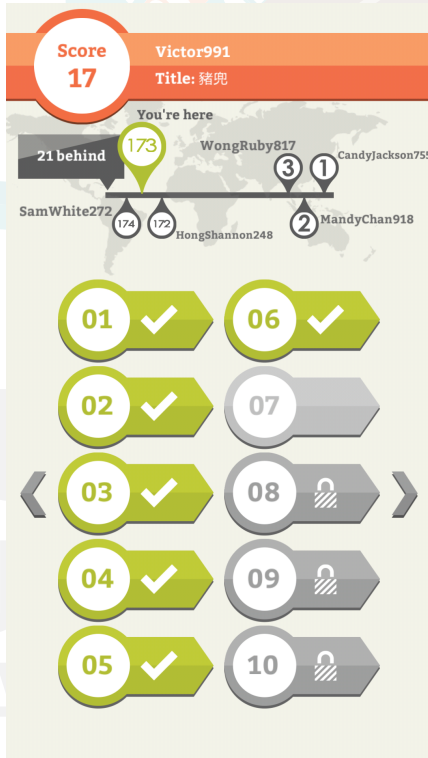 Score
17
Victor991
Title: 豬兜
You're here
173
21 behind
WongRuby817
3
1
CandyJackson755
SamWhite272
174
172
HongShannon248
2
MandyChan918
01
06
02
07
03
08
04
09
05
10